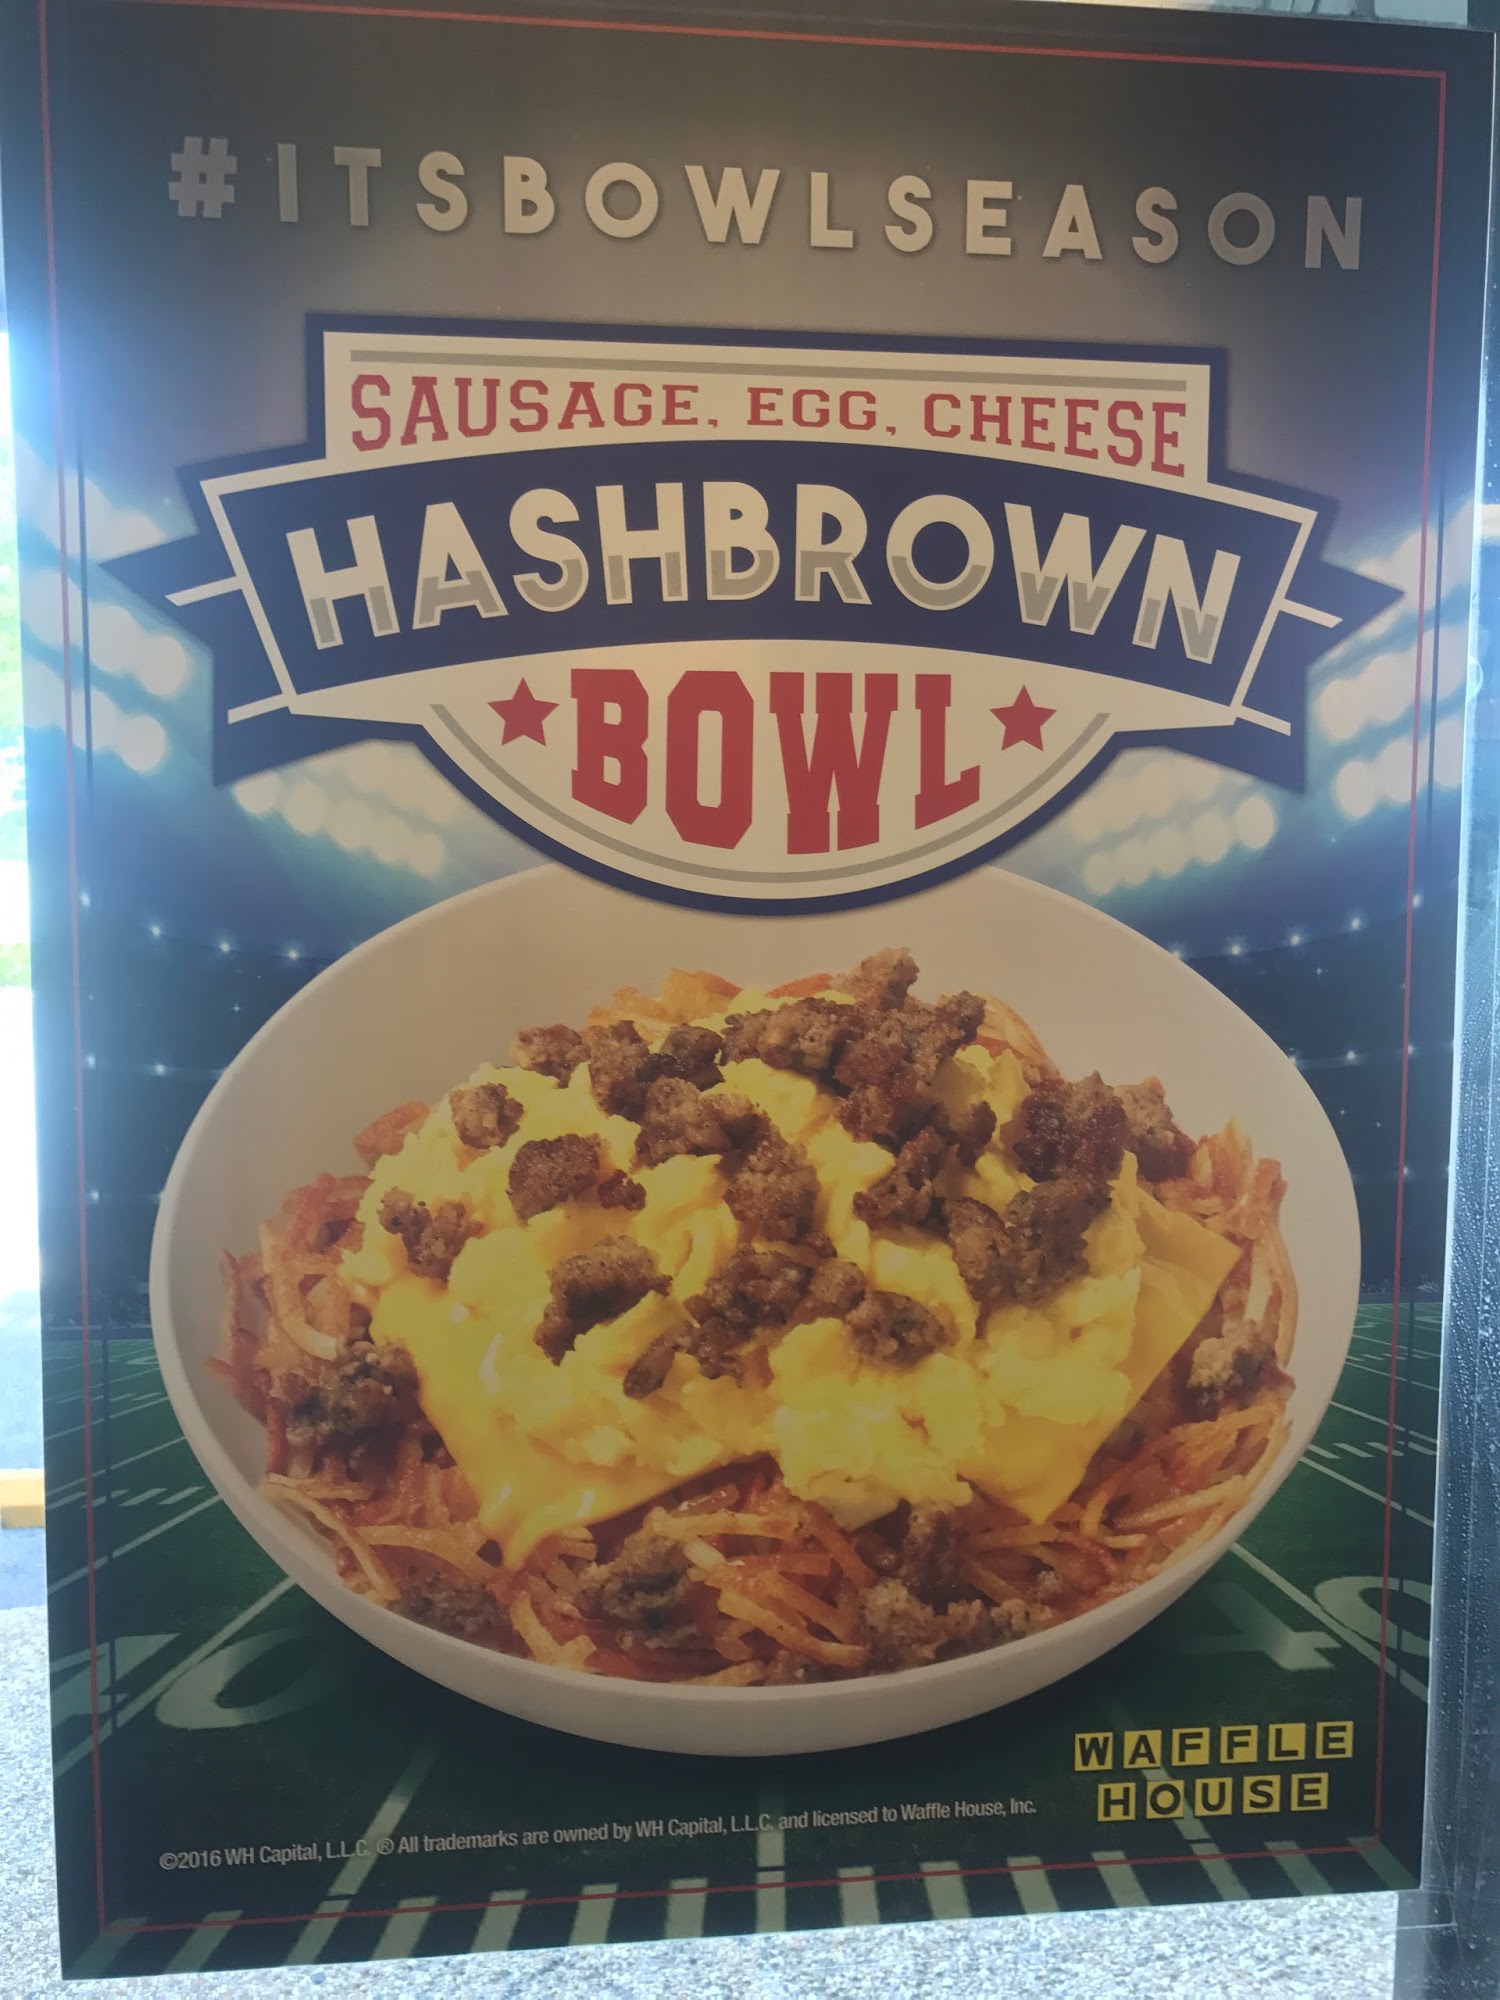 #ITSBOWLSEASON
SAUSAGE, EGG, CHEESE
HASHBROWN
BOWL
WAFFLE
HOUSE
©2016 WH Capital, L.L.C. ® All trademarks are owned by WH Capital, L.L.C. and licensed to Waffle House, Inc.